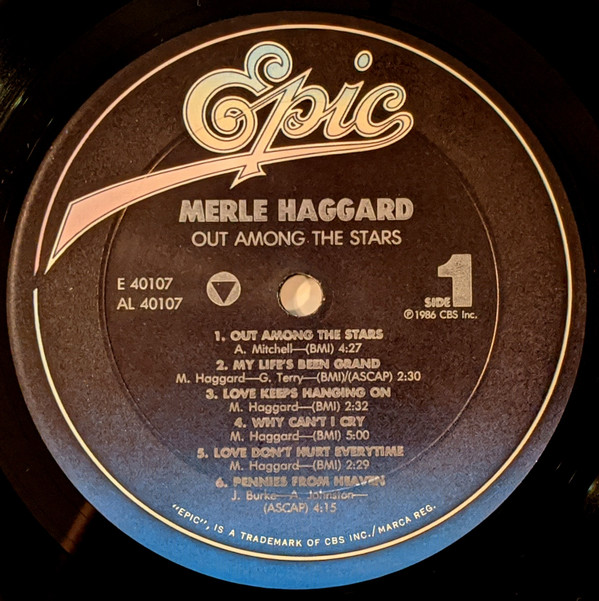 Epic
MERLE HAGGARD
OUT AMONG THE STARS
E 40107
AL 40107
SIDE 1
Ⓟ1986 CBS Inc.
1. OUT AMONG THE STARS
A. Mitchell—(BMI) 4:27
2. MY LIFE'S BEEN GRAND
M. Haggard—G. Terry—(BMI)/(ASCAP) 2:30
3. LOVE KEEPS HANGING ON
M. Haggard—(BMI) 2:32
4. WHY CAN'T I CRY
M. Haggard—(BMI) 5:00
5. LOVE DON'T HURT EVERYTIME
M. Haggard—(BMI) 2:29
6. PENNIES FROM HEAVEN
J. Burke—A. Johnston—
(ASCAP) 4:15
"EPIC", IS A TRADEMARK OF CBS INC./MARCA REG.